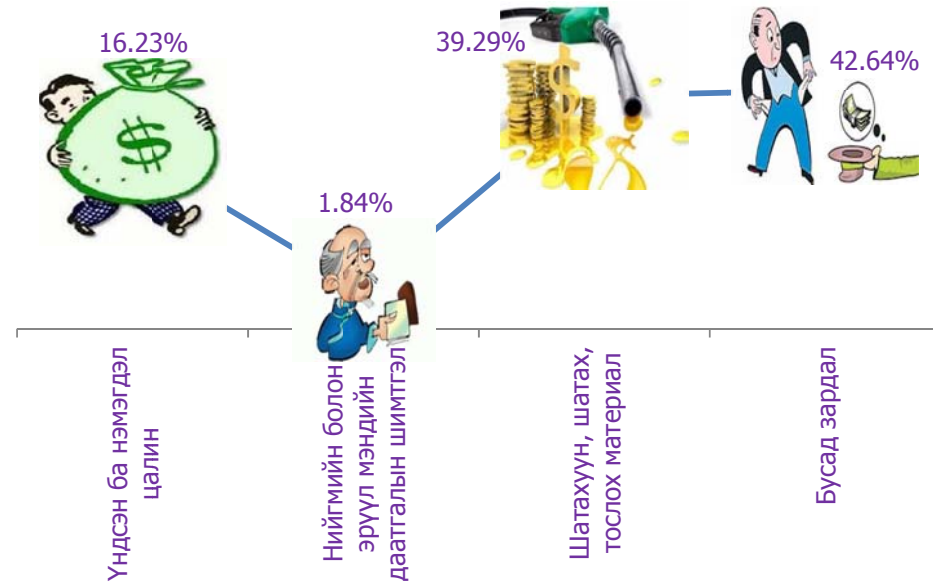 16.23%
1.84%
39.29%
42.64%
Үндсэн ба нэмэгдэл
цалин
Нийгмийн болон
эрүүл мэндийн
даатгалын шимтгэл
Шатахуун, шатах,
тослох материал
Бусад зардал